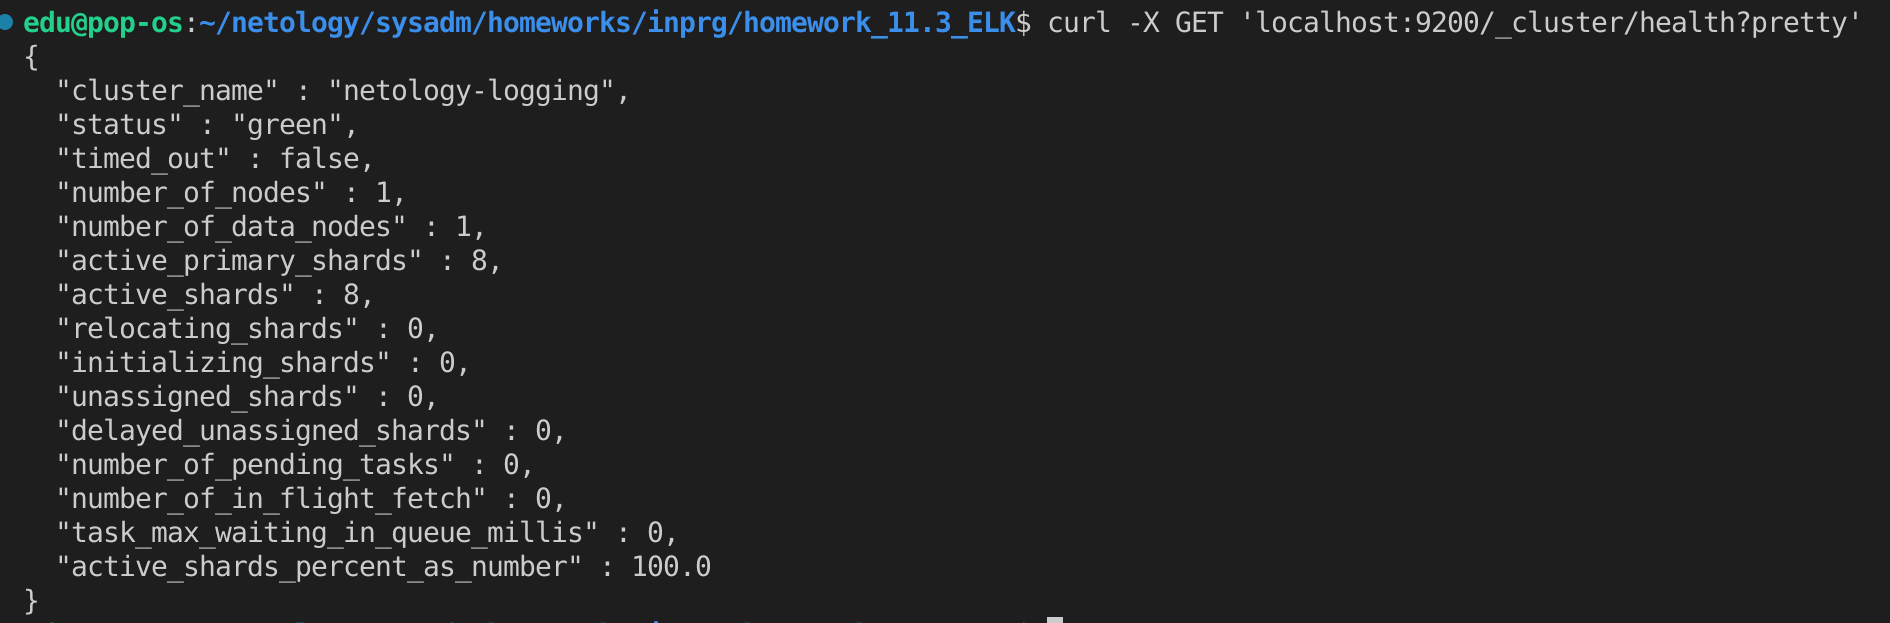 edu@pop-os:~/netology/sysadm/homeworks/inprg/homework_11.3_ELK$ curl -X GET 'localhost:9200/_cluster/health?pretty'
{
  "cluster_name" : "netology-logging",
  "status" : "green",
  "timed_out" : false,
  "number_of_nodes" : 1,
  "number_of_data_nodes" : 1,
  "active_primary_shards" : 8,
  "active_shards" : 8,
  "relocating_shards" : 0,
  "initializing_shards" : 0,
  "unassigned_shards" : 0,
  "delayed_unassigned_shards" : 0,
  "number_of_pending_tasks" : 0,
  "number_of_in_flight_fetch" : 0,
  "task_max_waiting_in_queue_millis" : 0,
  "active_shards_percent_as_number" : 100.0
}